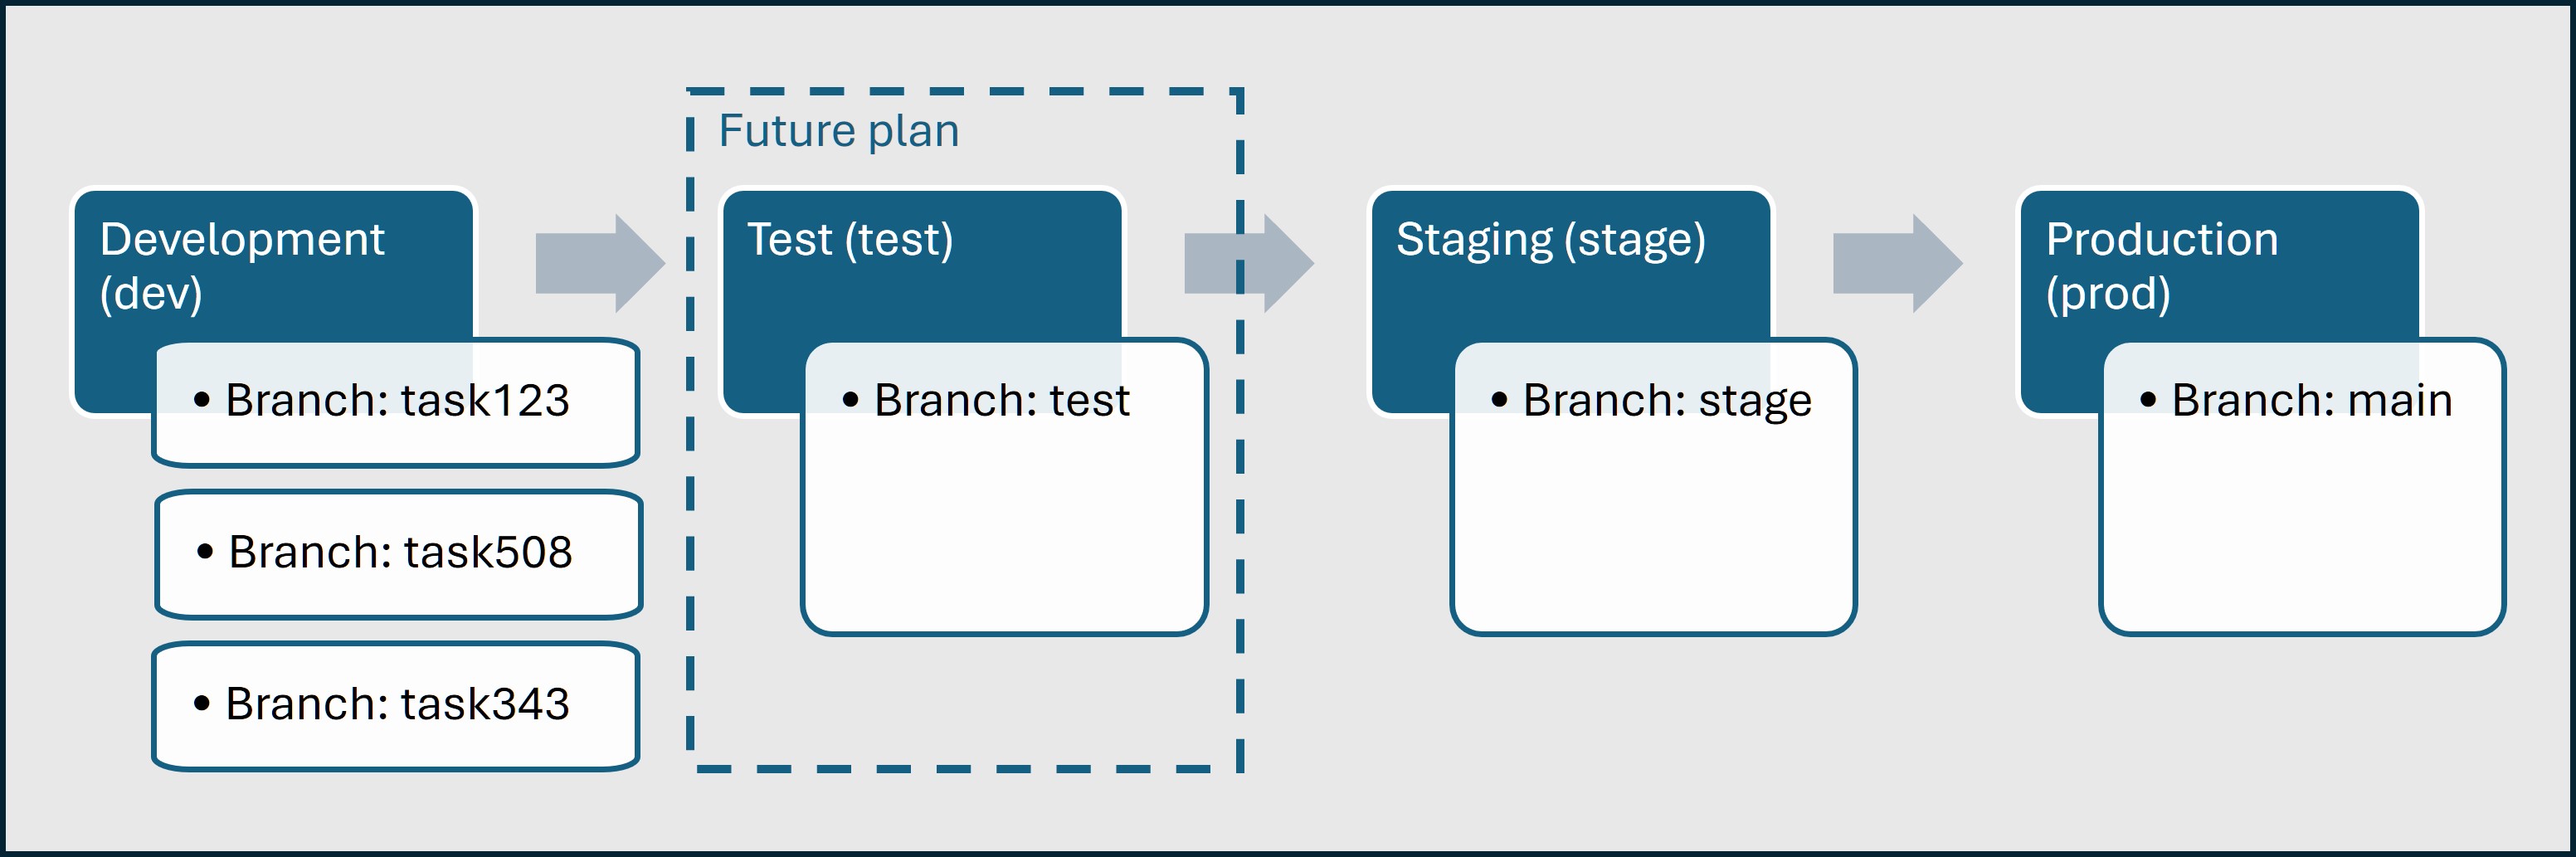 Future plan
Development
(dev)
• Branch: task123
• Branch: task508
• Branch: task343
Test (test)
• Branch: test
Staging (stage)
• Branch: stage
Production
(prod)
• Branch: main